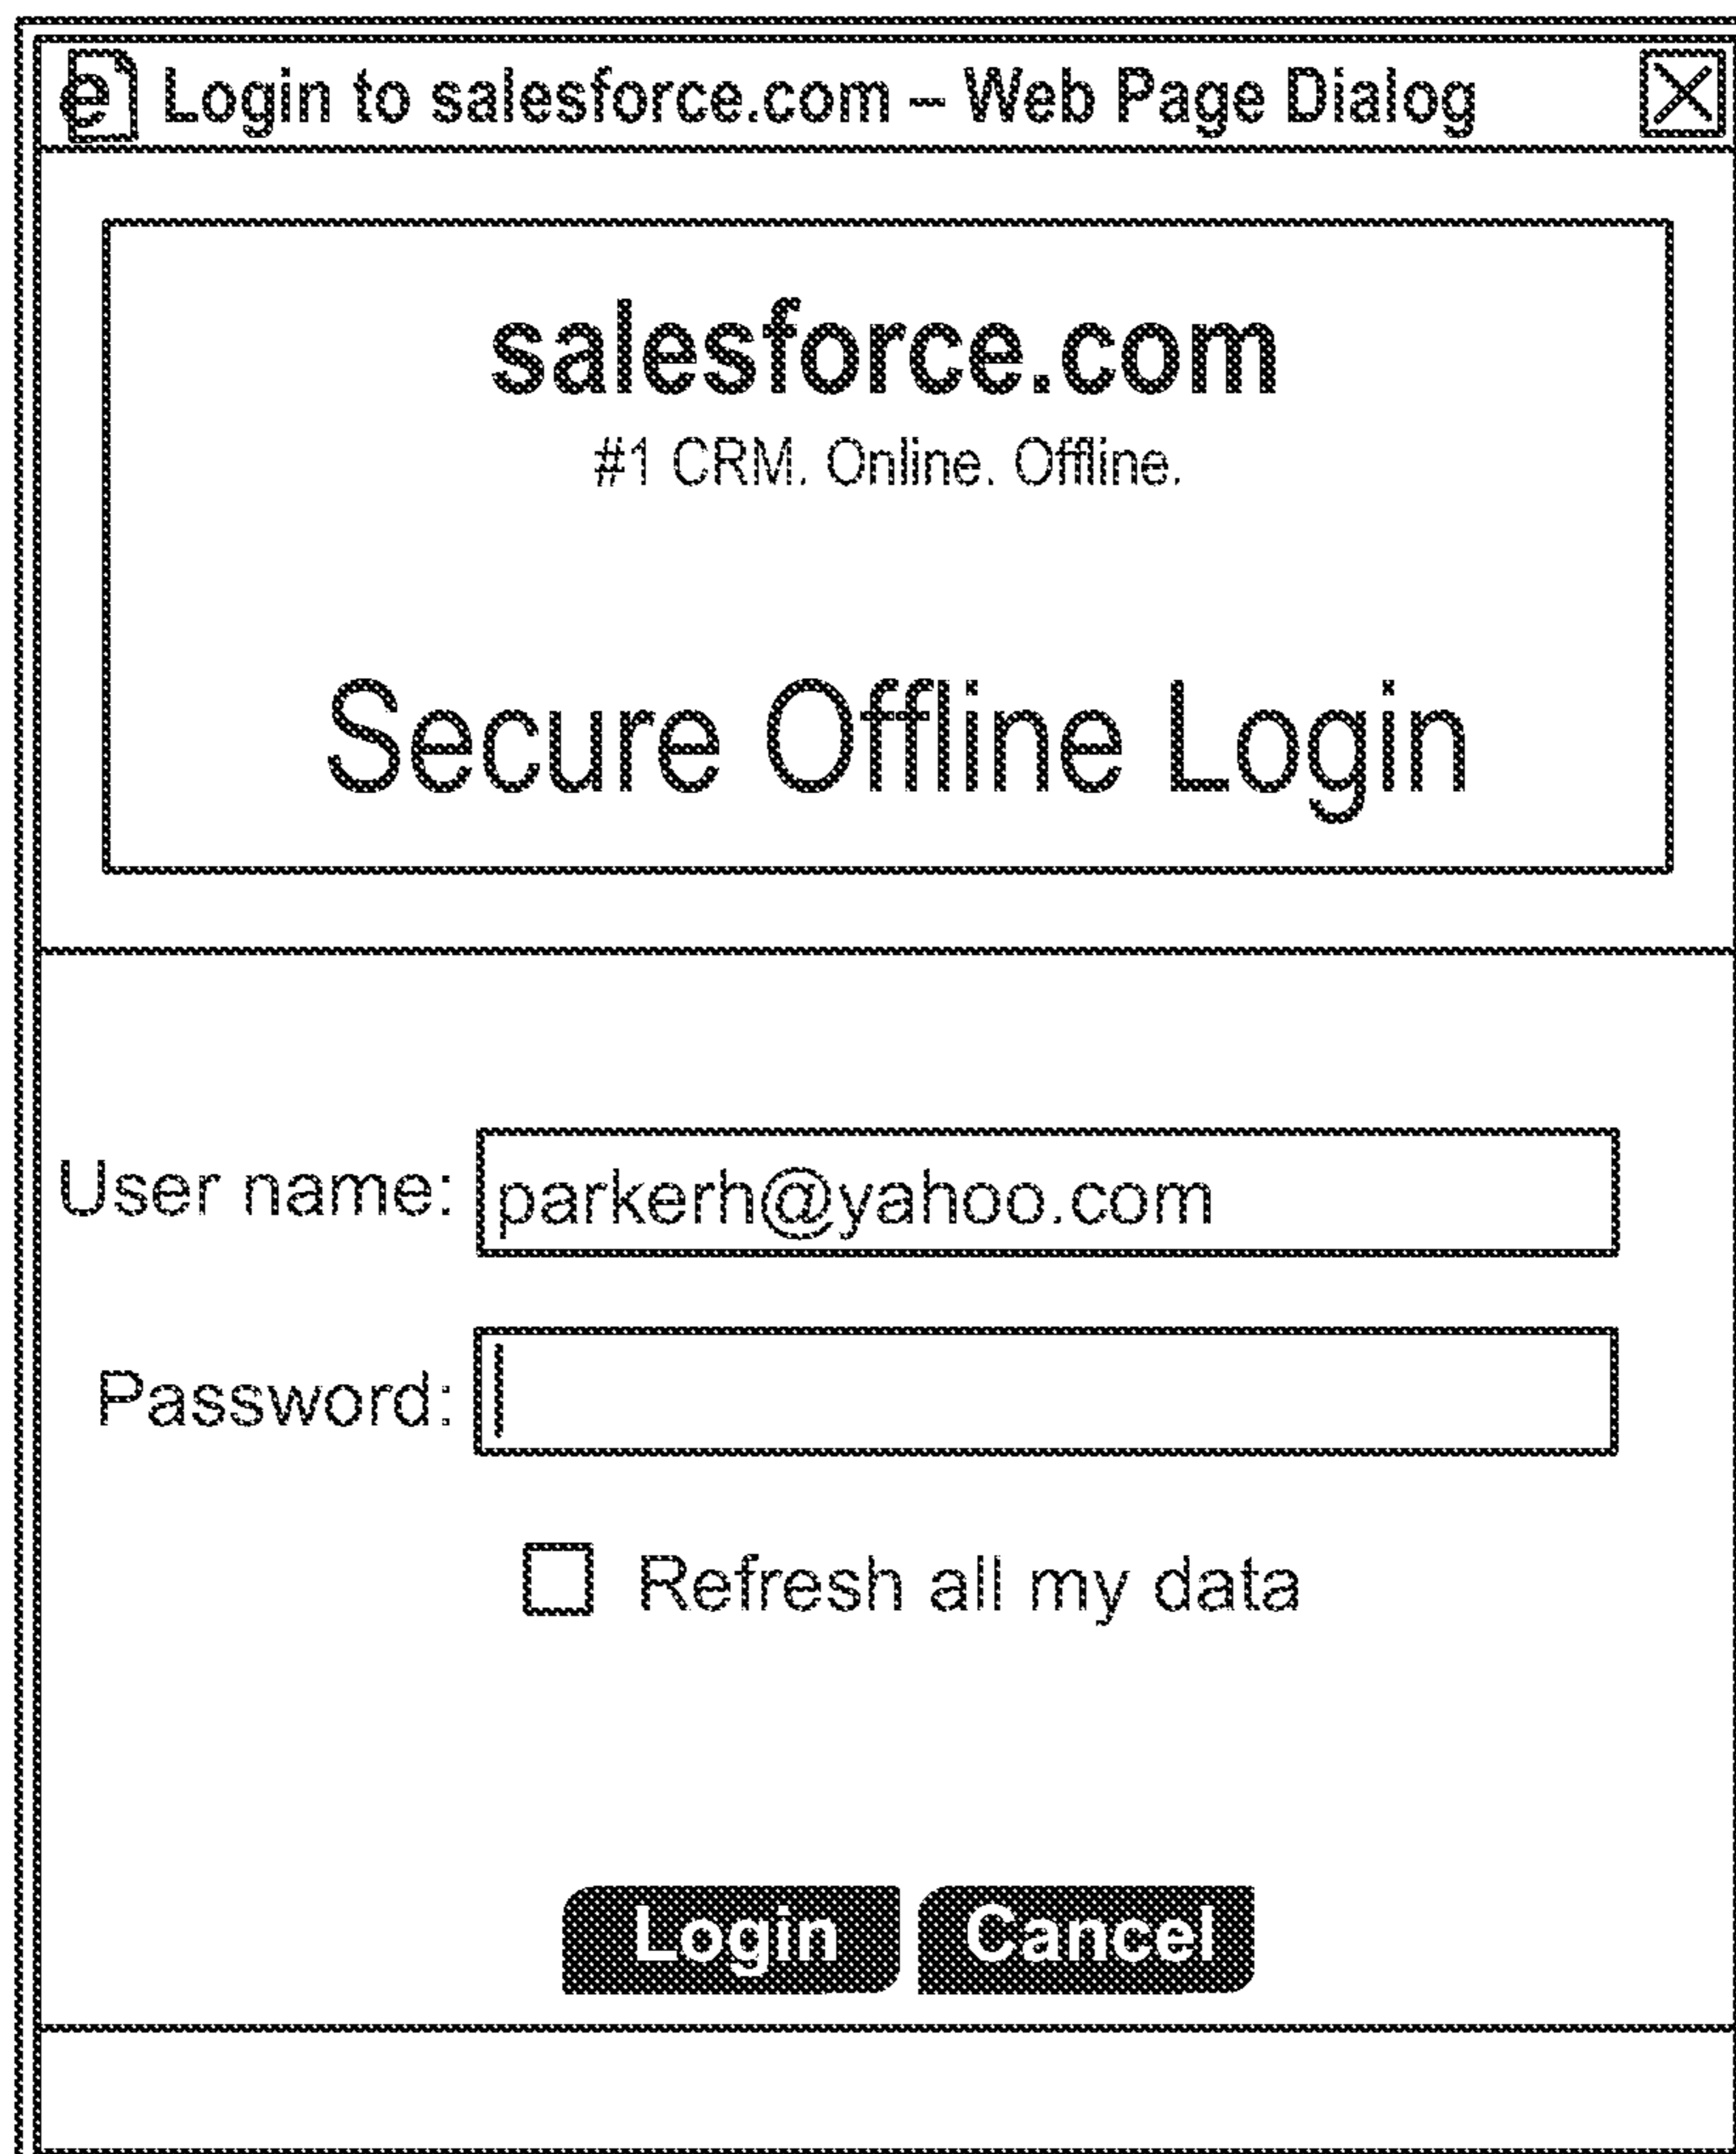 Login to salesforce.com – Web Page Dialog
salesforce.com
#1 CRM. Online. Offline.
Secure Offline Login
User name: parkerh@yahoo.com
Password:
Refresh all my data
Login Cancel